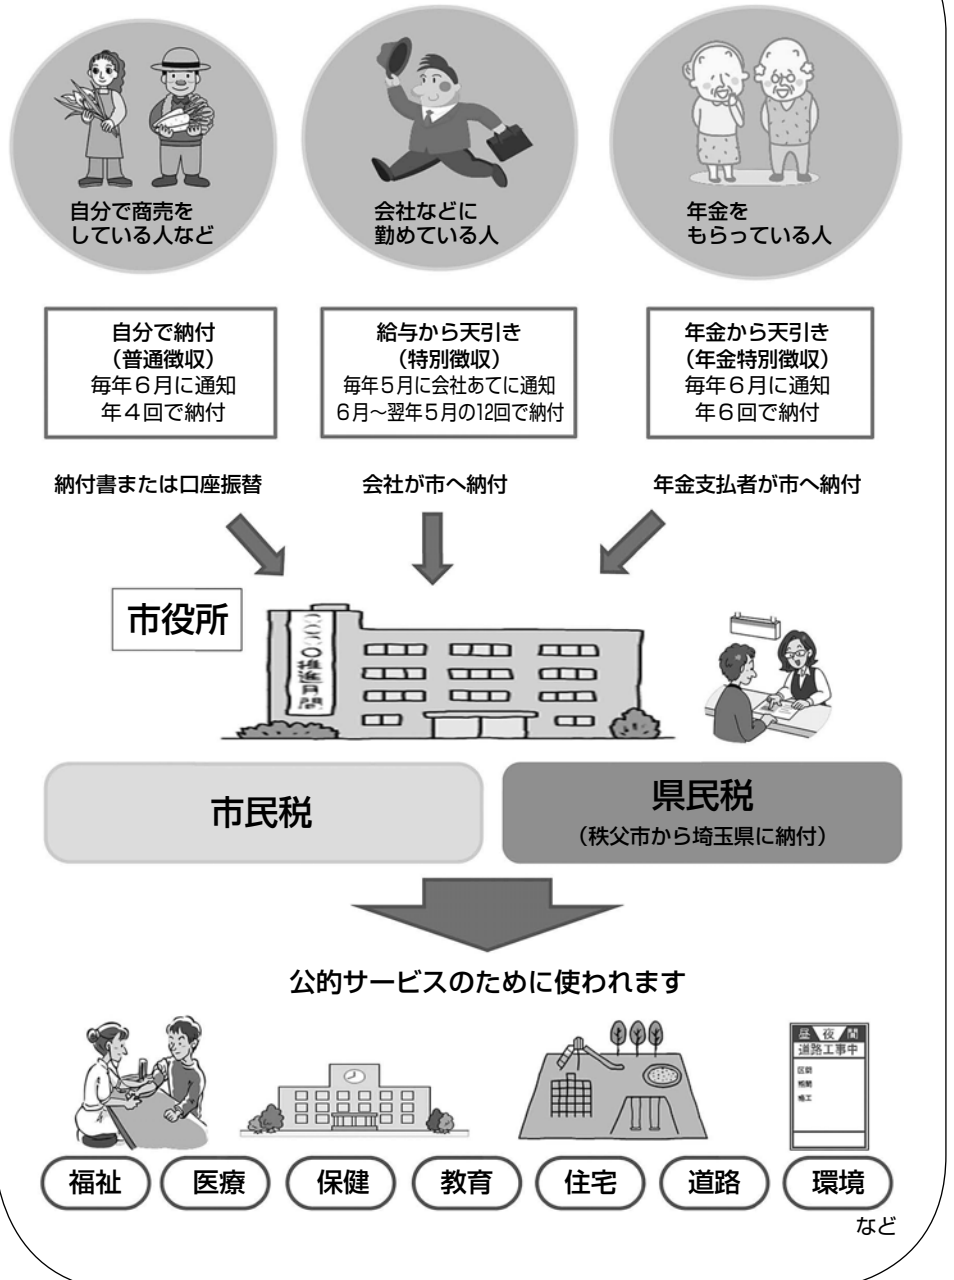 自分で商売を
している人など
会社などに
勤めている人
年金を
もらっている人
自分で納付
（普通徴収）
毎年６月に通知
年４回で納付
給与から天引き
（特別徴収）
毎年５月に会社あてに通知
６月～翌年５月の12回で納付
年金から天引き
（年金特別徴収）
毎年６月に通知
年６回で納付
納付書または口座振替
会社が市へ納付
年金支払者が市へ納付
市役所
○○○○推進月間
市民税
県民税
（秩父市から埼玉県に納付）
公的サービスのために使われます
昼夜間
道路工事中
区間
期間
施工
福祉
医療
保健
教育
住宅
道路
環境
など